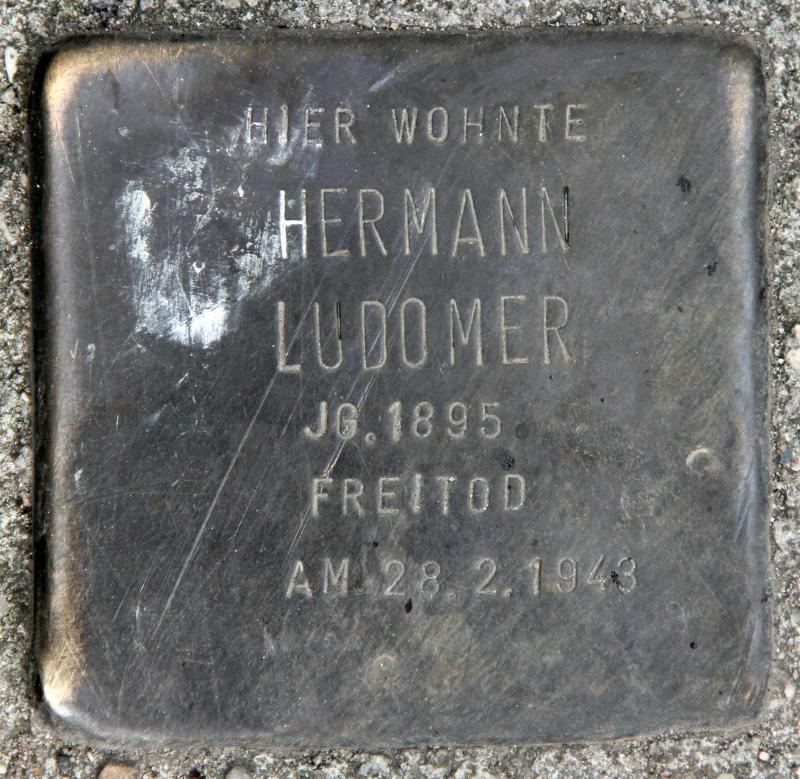 HIER WOHNTE
HERMANN
LUDOMER
JG. 1895
FREITOD
AM 28.2.1943